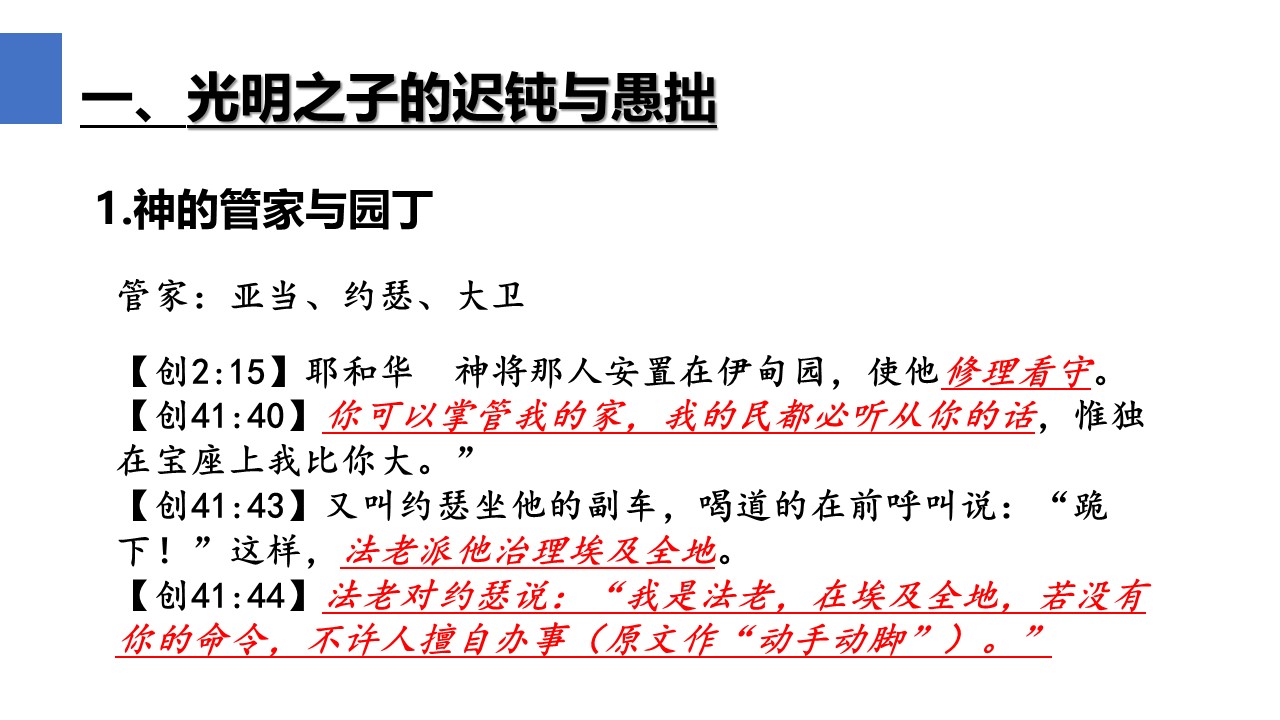 一、光明之子的迟钝与愚拙
1.神的管家与园丁
管家：亚当、约瑟、大卫
【创2:15】耶和华　神将那人安置在伊甸园，使他修理看守。
【创41:40】你可以掌管我的家，我的民都必听从你的话，惟独
在宝座上我比你大。”
【创41:43】又叫约瑟坐他的副车，喝道的在前呼叫说：“跪
下！”这样，法老派他治理埃及全地。
【创41:44】法老对约瑟说：“我是法老，在埃及全地，若没有
你的命令，不许人擅自办事（原文作“动手动脚”）。”